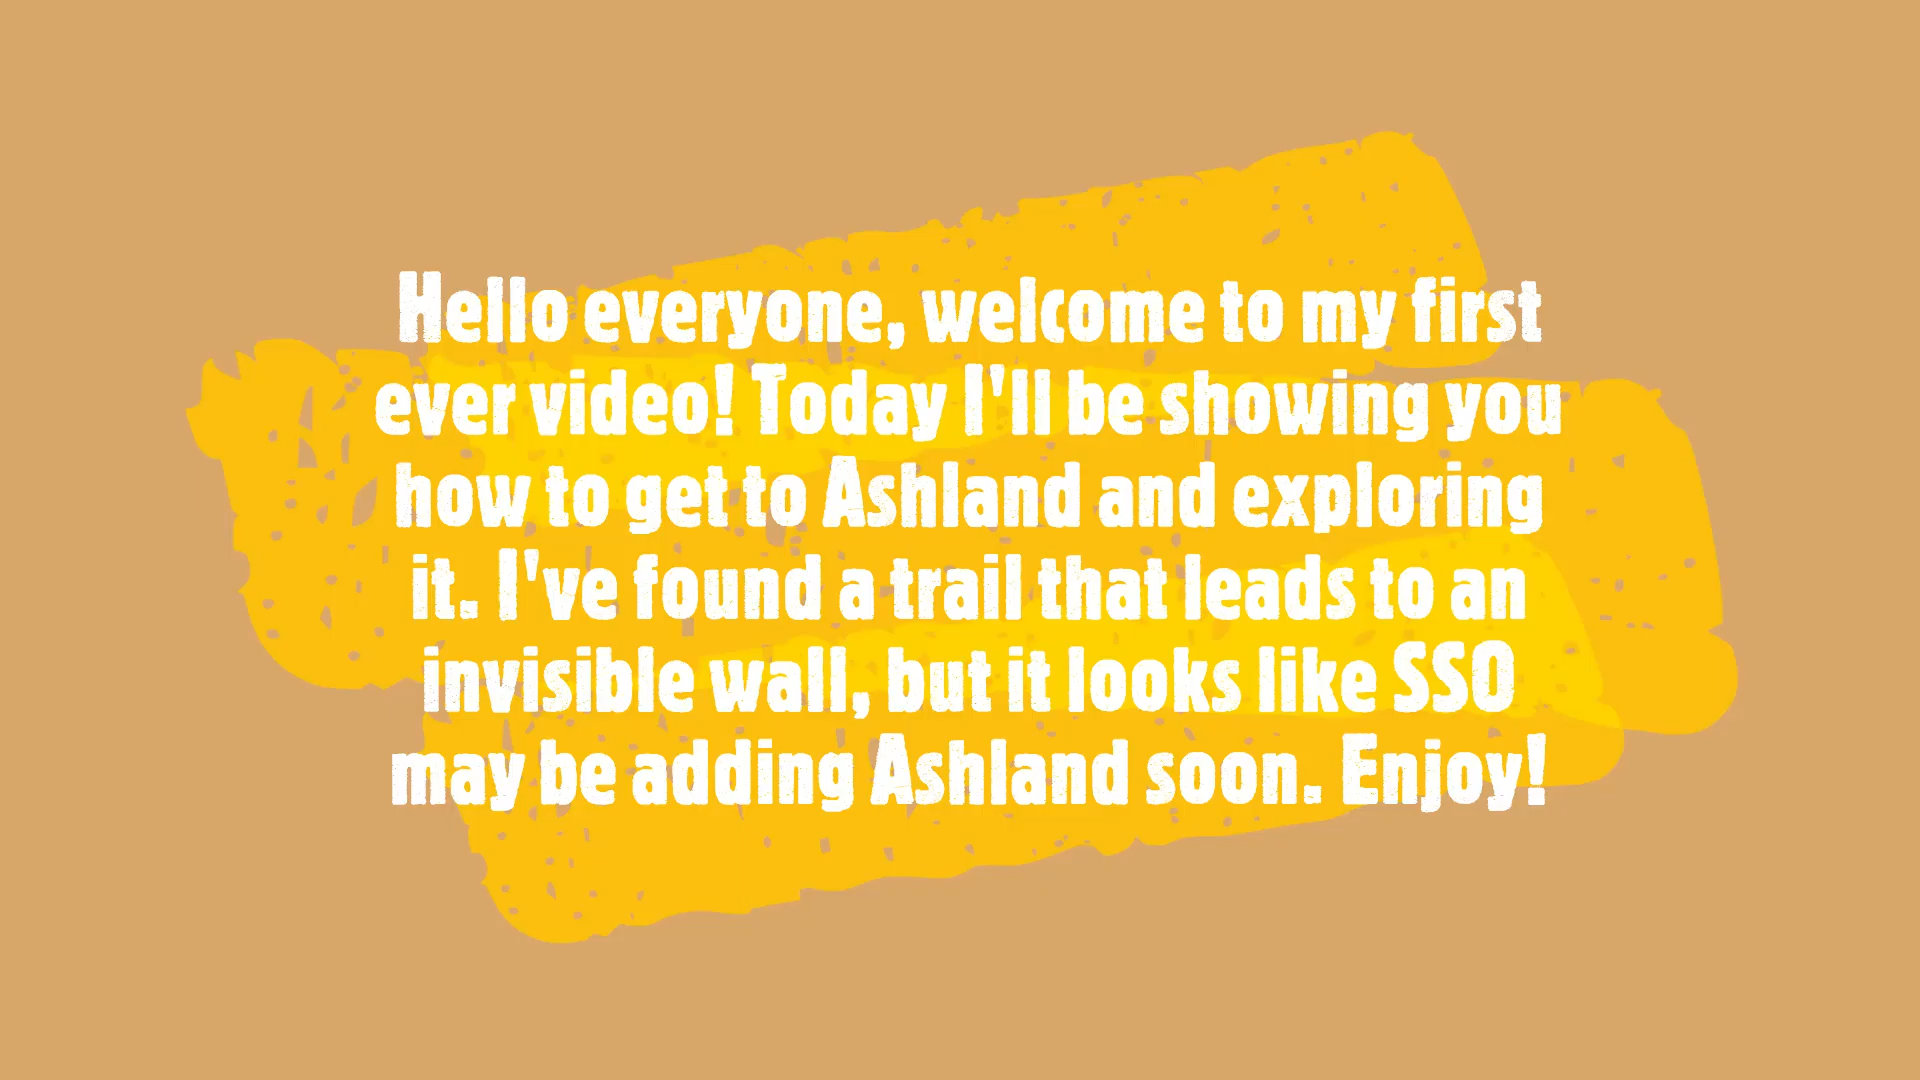 Hello everyone, welcome to my first
ever video! Today I'll be showing you
how to get to Ashland and exploring
it. I've found a trail that leads to an
invisible wall, but it looks like SSO
may be adding Ashland soon. Enjoy!